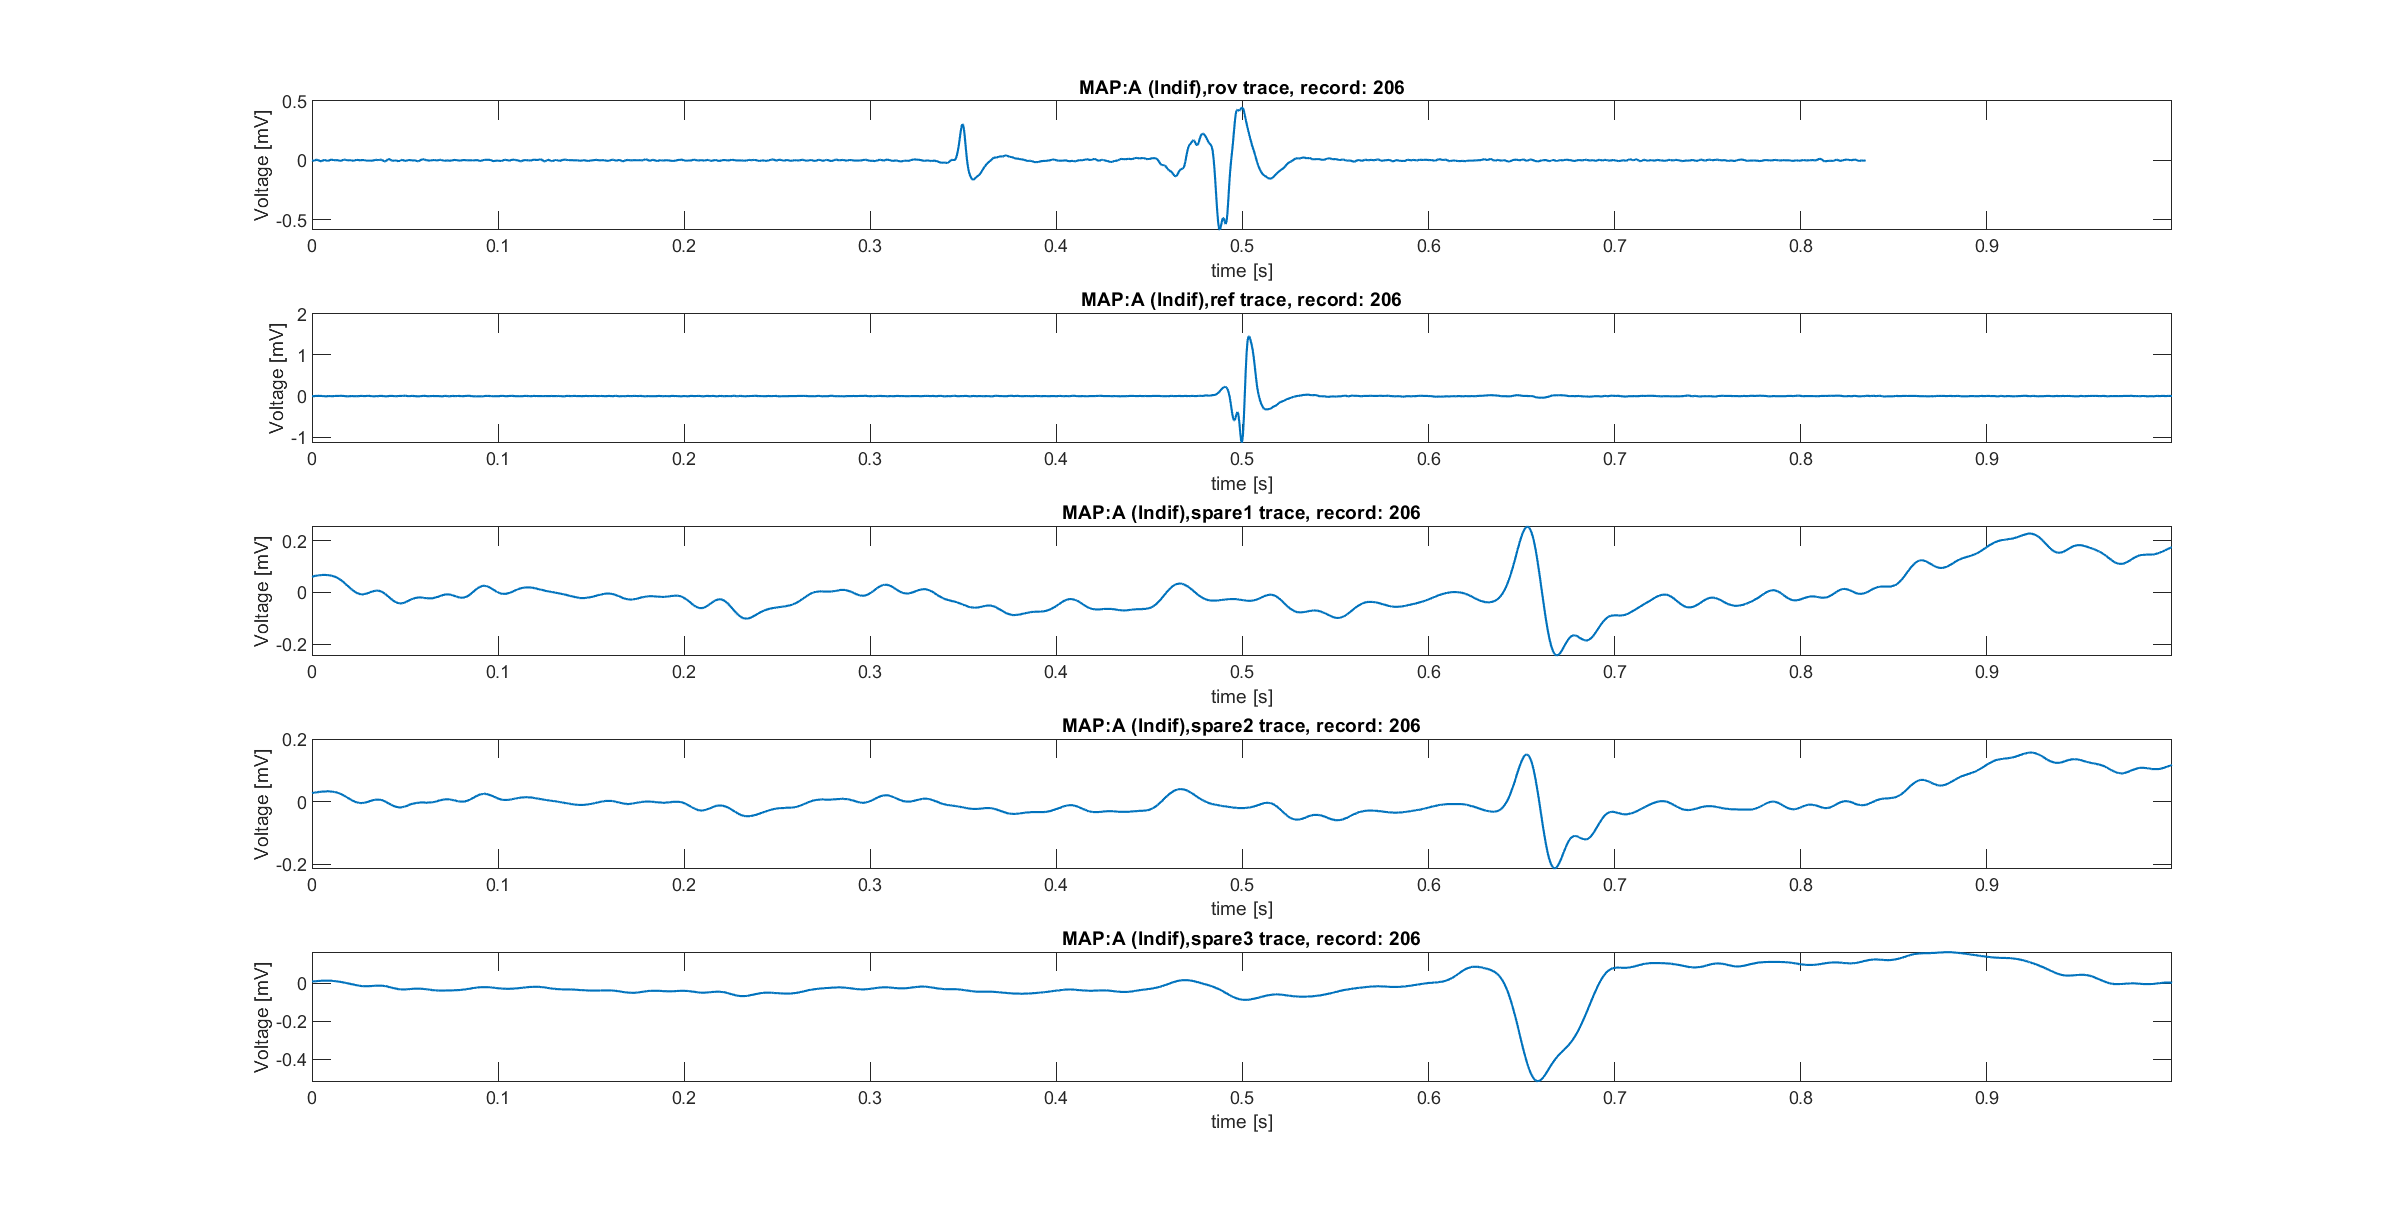 MAP:A (Indif),rov trace, record: 206
Voltage [mV]
0.5
0
-0.5
0 0.1 0.2 0.3 0.4 0.5 0.6 0.7 0.8 0.9
time [s]
MAP:A (Indif),ref trace, record: 206
Voltage [mV]
2
1
0
-1
0 0.1 0.2 0.3 0.4 0.5 0.6 0.7 0.8 0.9
time [s]
MAP:A (Indif),spare1 trace, record: 206
Voltage [mV]
0.2
0
-0.2
0 0.1 0.2 0.3 0.4 0.5 0.6 0.7 0.8 0.9
time [s]
MAP:A (Indif),spare2 trace, record: 206
Voltage [mV]
0.2
0
-0.2
0 0.1 0.2 0.3 0.4 0.5 0.6 0.7 0.8 0.9
time [s]
MAP:A (Indif),spare3 trace, record: 206
Voltage [mV]
0
-0.2
-0.4
0 0.1 0.2 0.3 0.4 0.5 0.6 0.7 0.8 0.9
time [s]